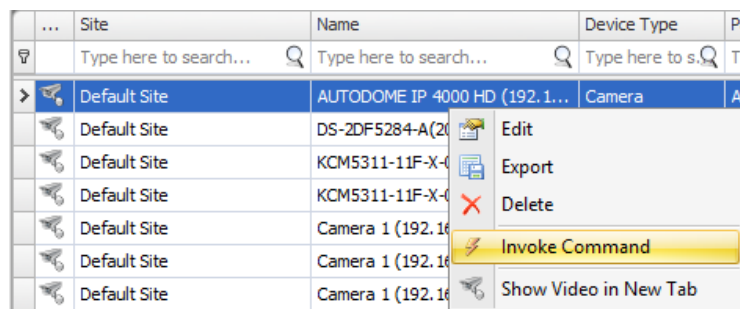 ... Site Name Device Type P
Type here to search... Type here to search... Type here to s. T
Default Site AUTODOME IP 4000 HD (192.1... Camera A
Default Site DS-2DF5284-A(20
Edit
Default Site KCM5311-11F-X-0
Export
Default Site KCM5311-11F-X-0
Delete
Default Site Camera 1 (192.16
Invoke Command
Default Site Camera 1 (192.16
Default Site Camera 1 (192.16
Show Video in New Tab